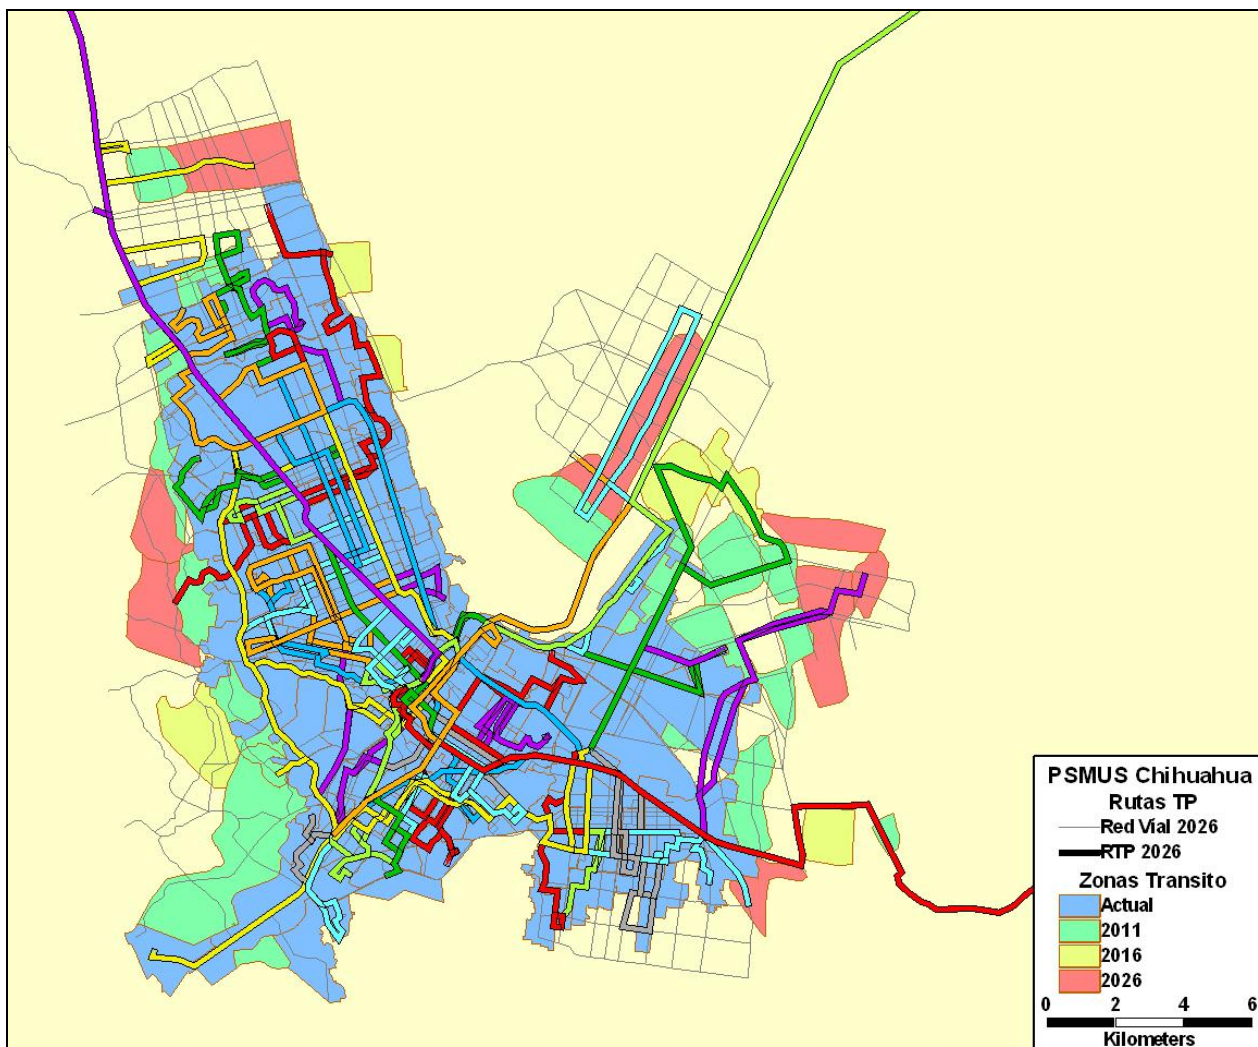 PSMUS Chihuahua
Rutas TP
Red Vial 2026
RTP 2026
Zonas Transito
Actual
2011
2016
2026
0 2 4 6
Kilometers